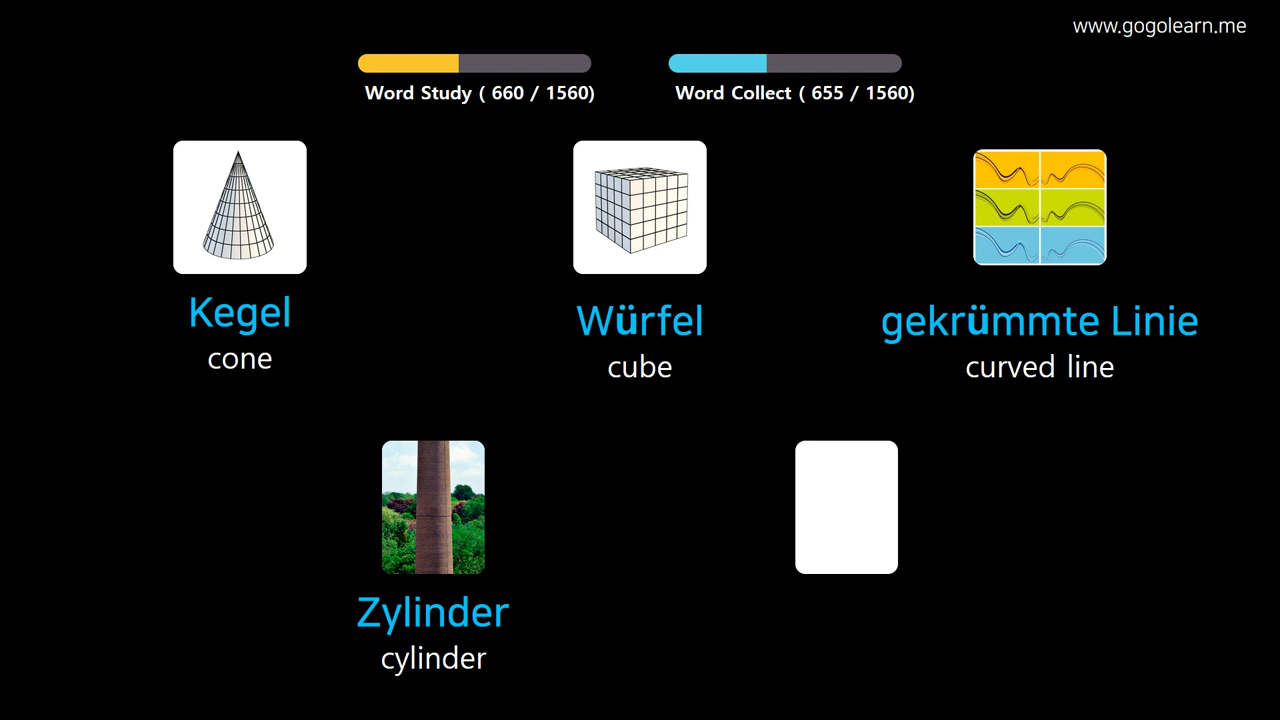 www.gogolearn.me
Word Study ( 660 / 1560)
Word Collect ( 655 / 1560)
Kegel
cone
Würfel
cube
gekrümmte Linie
curved line
Zylinder
cylinder